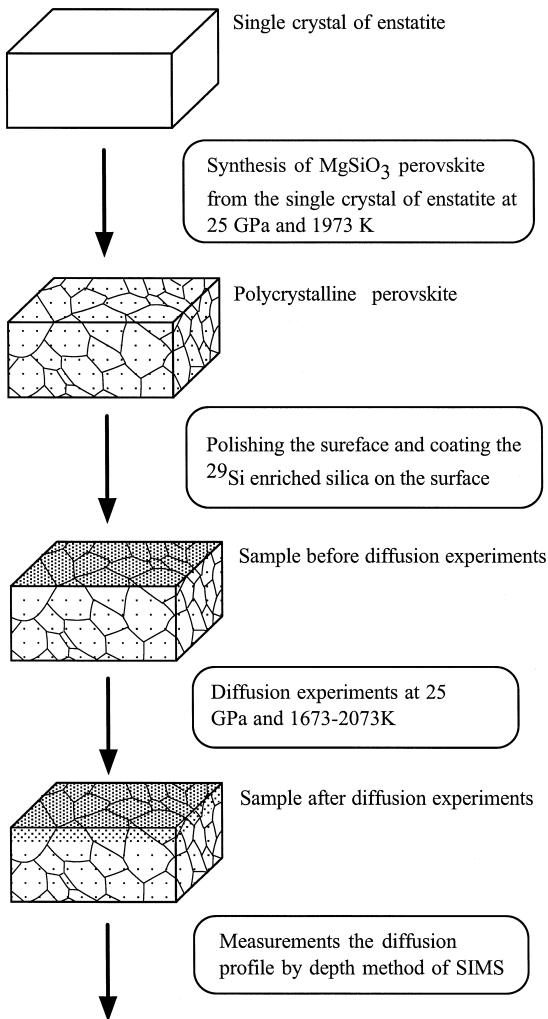 Single crystal of enstatite
Synthesis of MgSiO3 perovskite
from the single crystal of enstatite at
25 GPa and 1973 K
Polycrystalline perovskite
Polishing the sureface and coating the
29Si enriched silica on the surface
Sample before diffusion experiments
Diffusion experiments at 25
GPa and 1673-2073K
Sample after diffusion experiments
Measurements the diffusion
profile by depth method of SIMS